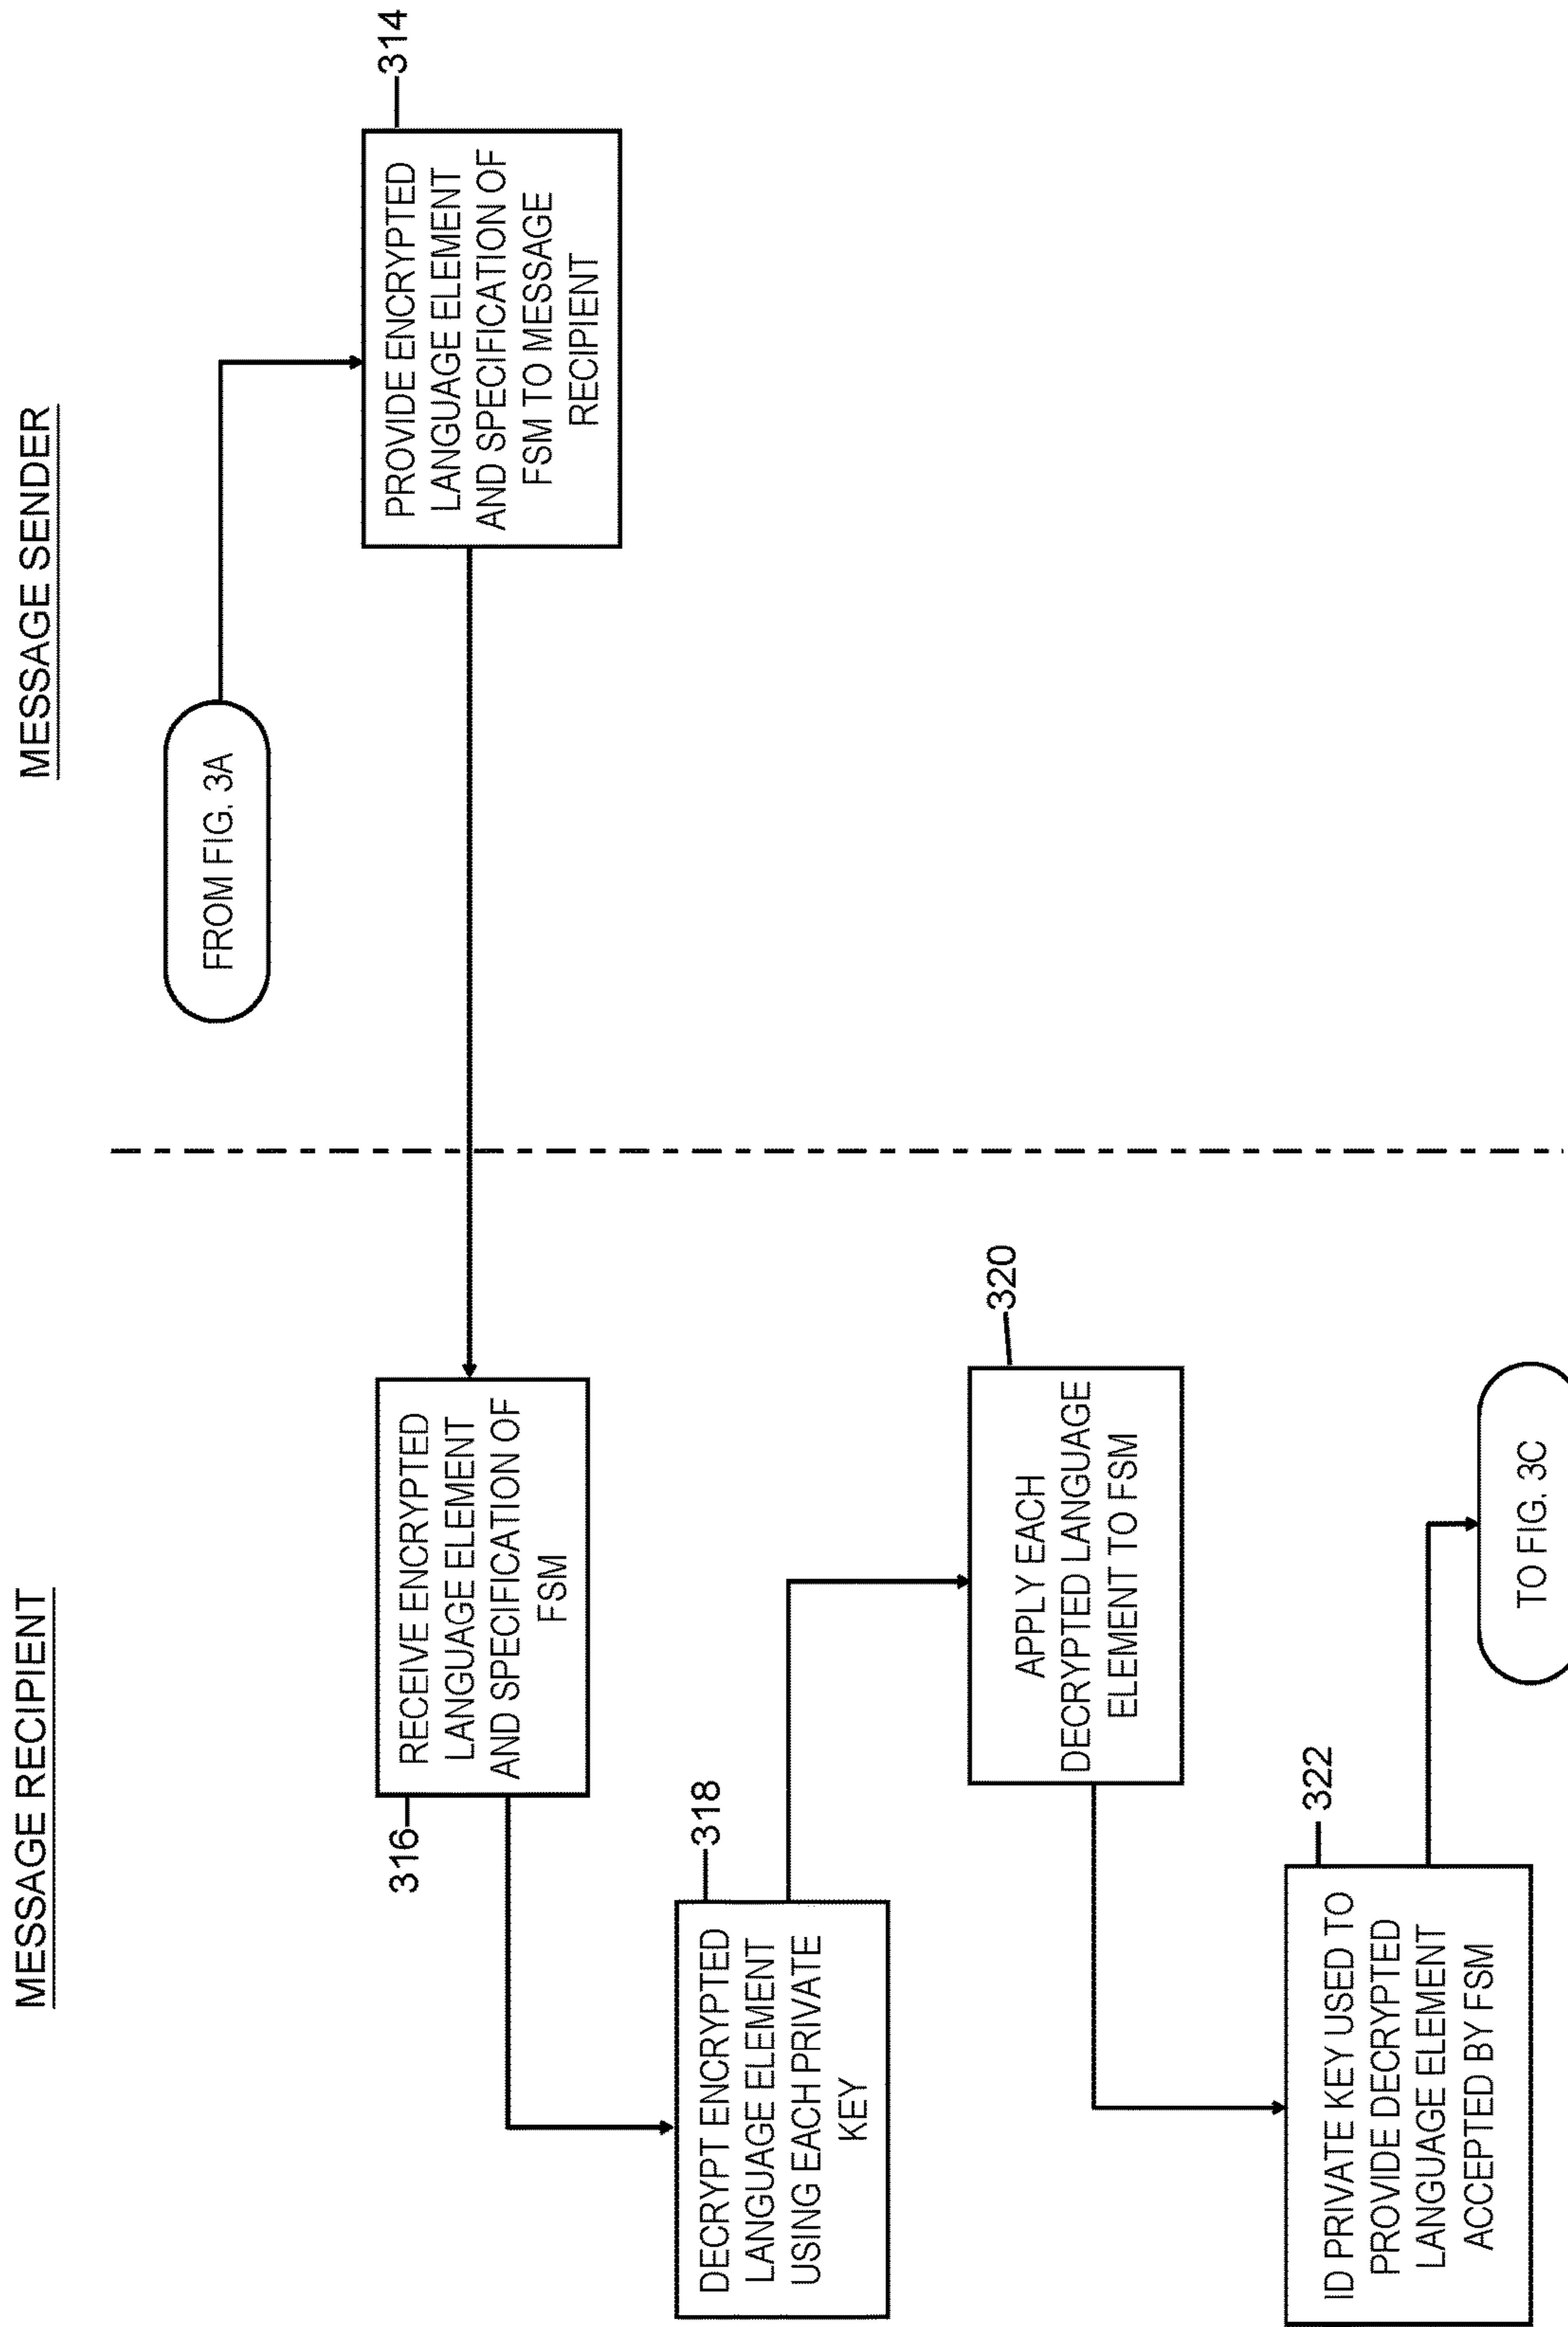 MESSAGE RECIPIENT
MESSAGE SENDER
FROM FIG. 3A
314
PROVIDE ENCRYPTED
LANGUAGE ELEMENT
AND SPECIFICATION OF
FSM TO MESSAGE
RECIPIENT
316
RECEIVE ENCRYPTED
LANGUAGE ELEMENT
AND SPECIFICATION OF
FSM
318
DECRYPT ENCRYPTED
LANGUAGE ELEMENT
USING EACH PRIVATE
KEY
320
APPLY EACH
DECRYPTED LANGUAGE
ELEMENT TO FSM
322
ID PRIVATE KEY USED TO
PROVIDE DECRYPTED
LANGUAGE ELEMENT
ACCEPTED BY FSM
TO FIG. 3C